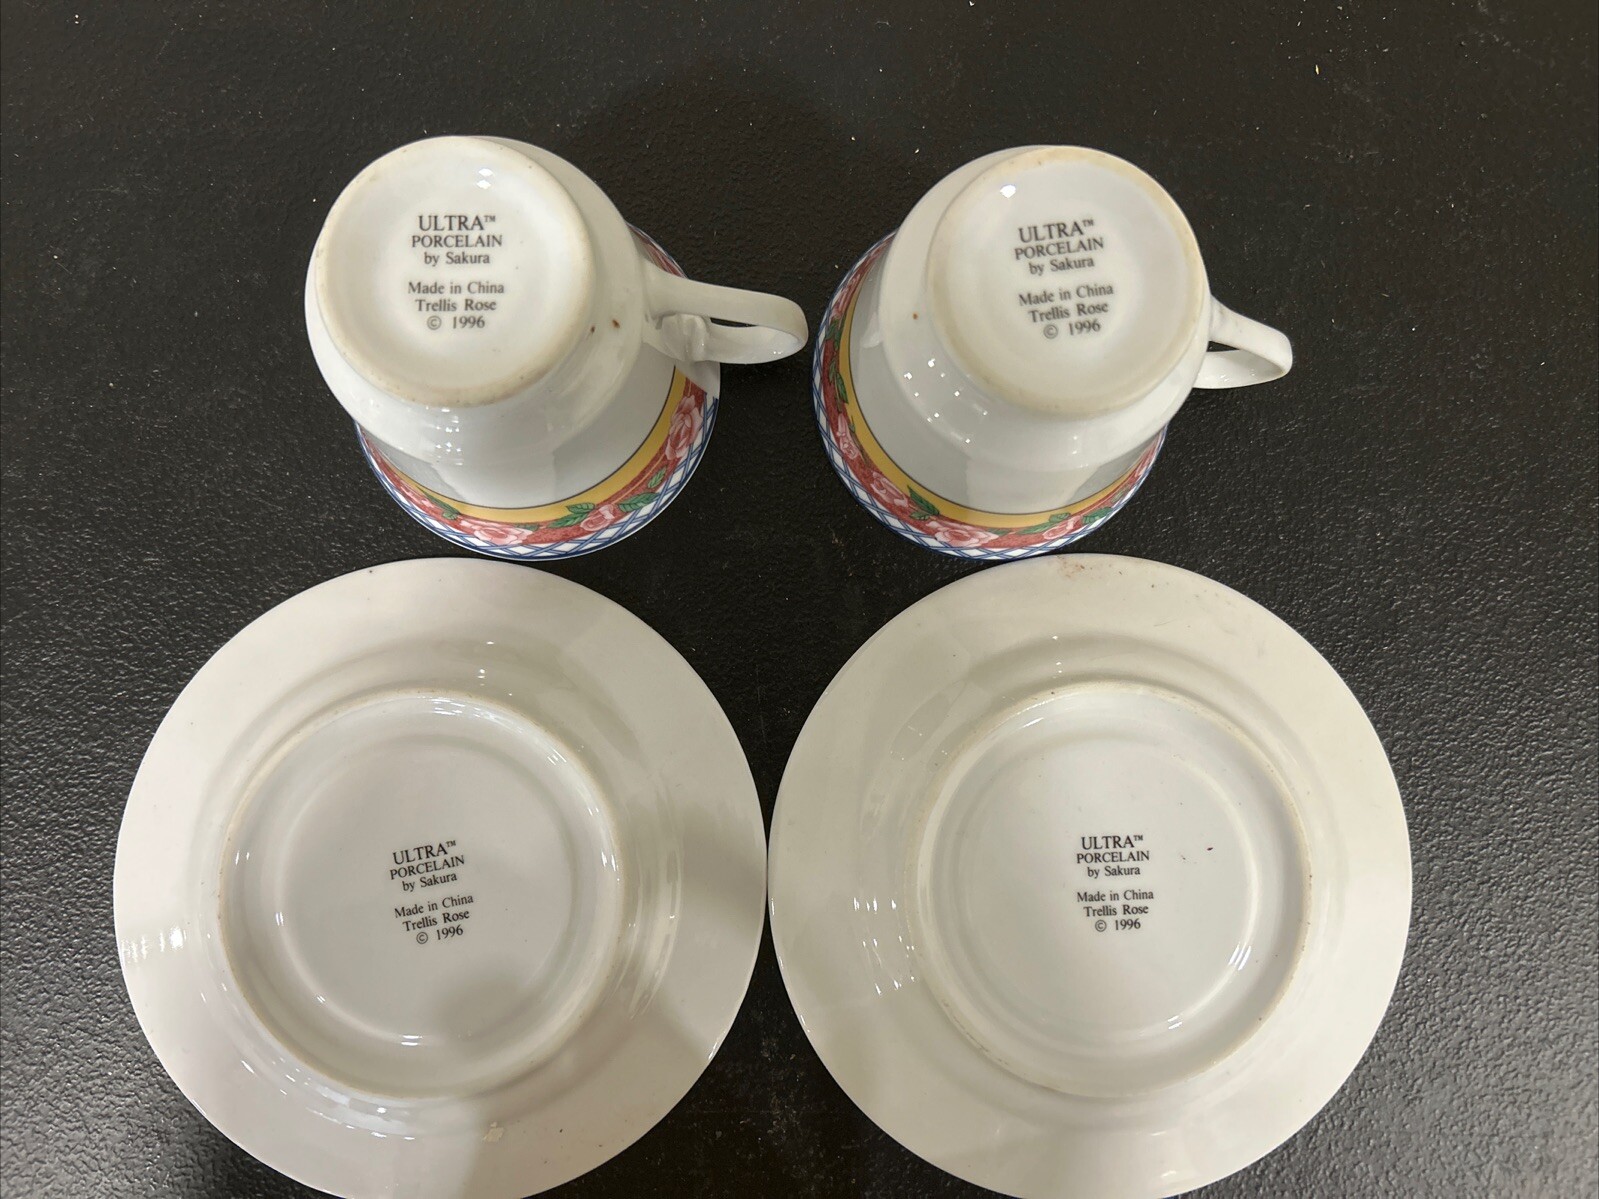 ULTRA™
PORCELAIN
by Sakura
Made in China
Trellis Rose
© 1996
ULTRA™
PORCELAIN
by Sakura
Made in China
Trellis Rose
© 1996
ULTRA™
PORCELAIN
by Sakura
Made in China
Trellis Rose
© 1996
ULTRA™
PORCELAIN
by Sakura
Made in China
Trellis Rose
© 1996